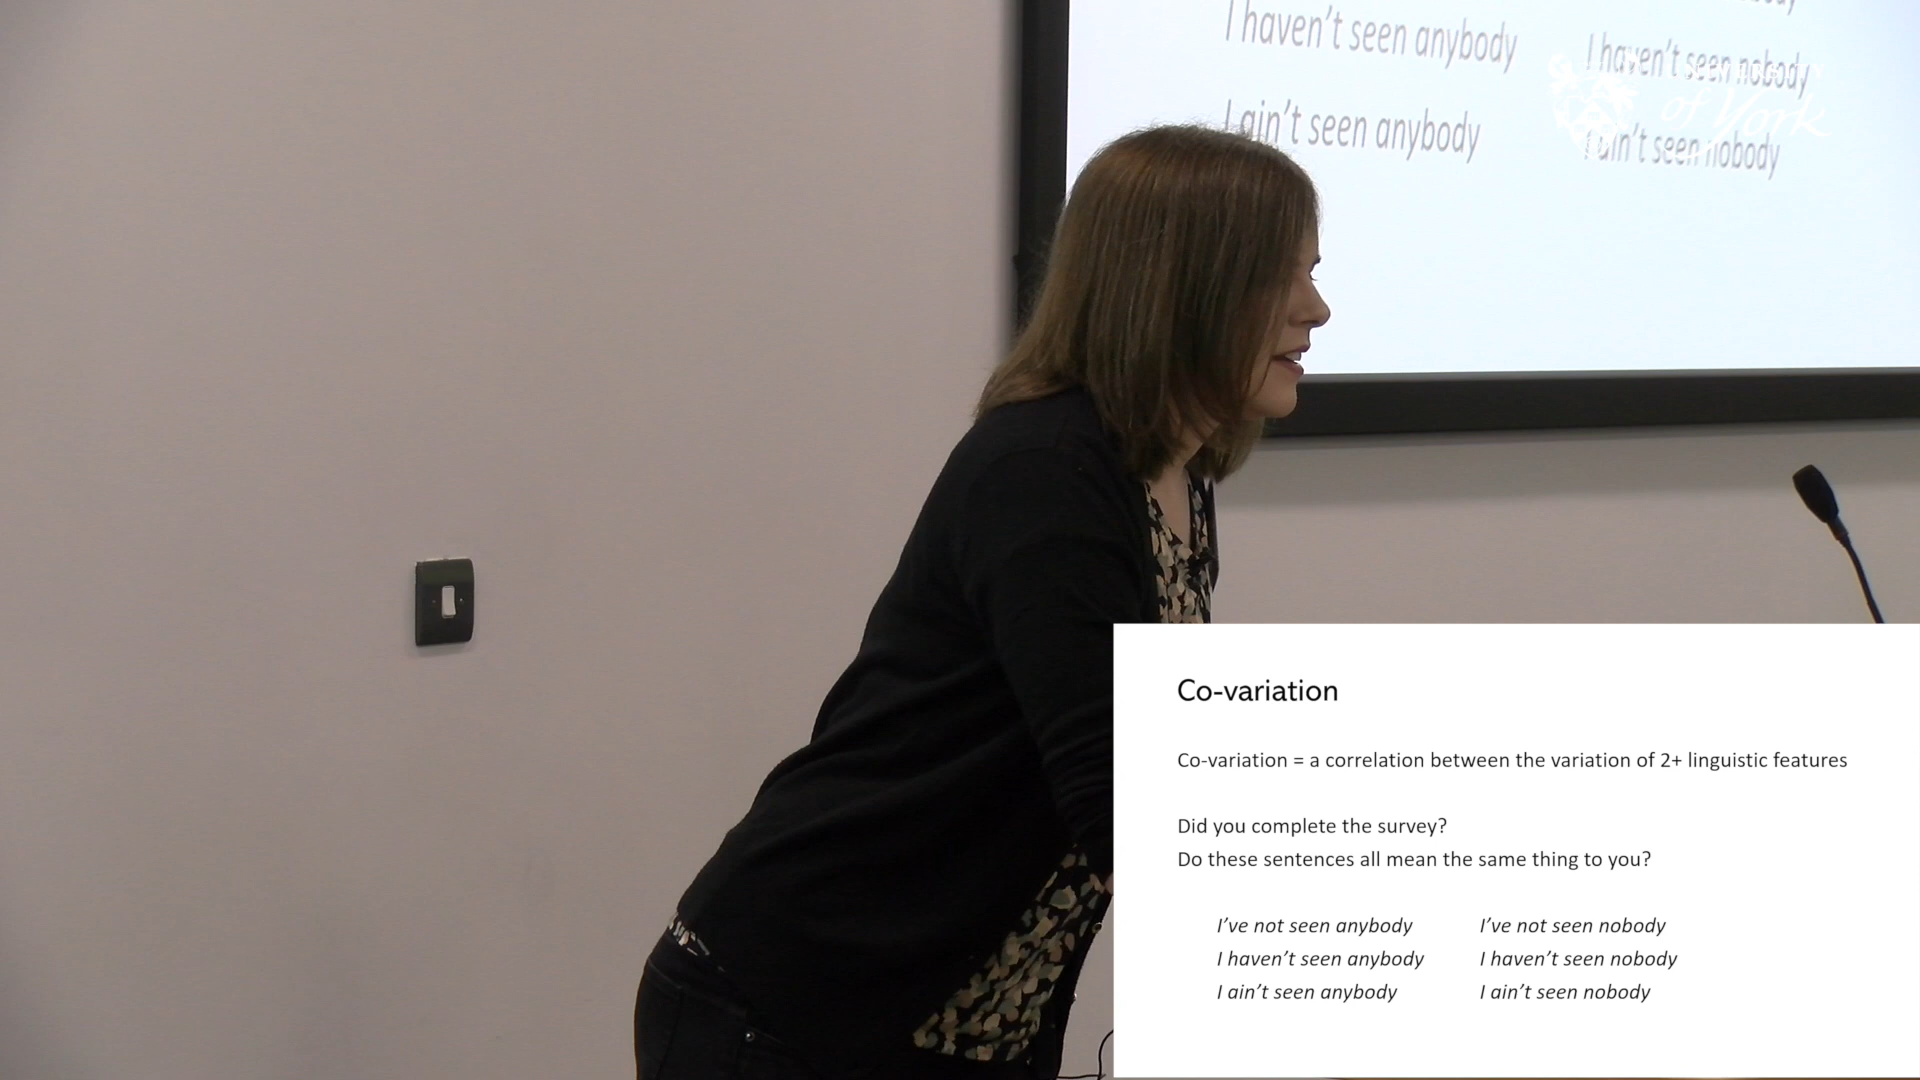 I haven't seen anybody I haven't seen nobody
I ain't seen anybody I ain't seen nobody
UNIVERSITY
of York
Co-variation
Co-variation = a correlation between the variation of 2+ linguistic features
Did you complete the survey?
Do these sentences all mean the same thing to you?
I've not seen anybody I've not seen nobody
I haven't seen anybody I haven't seen nobody
I ain't seen anybody I ain't seen nobody